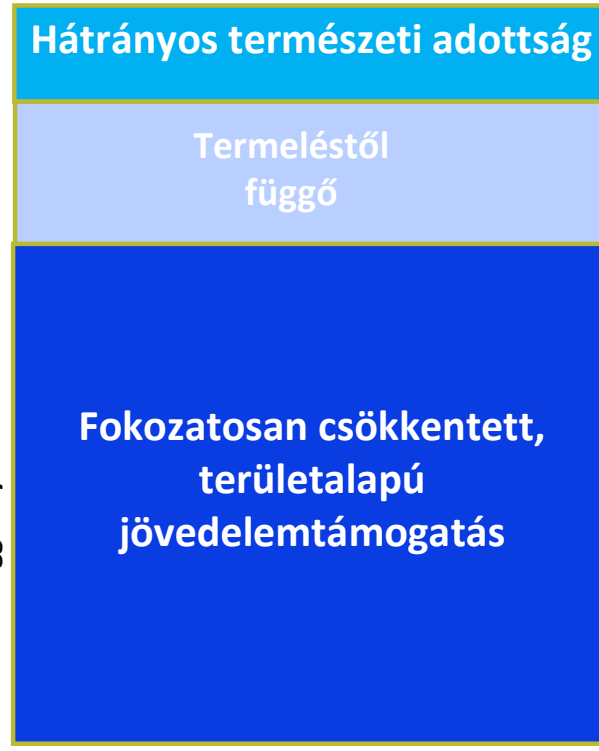 Hátrányos természeti adottság
Termeléstől
függő
Fokozatosan csökkentett,
területalapú
jövedelemtámogatás